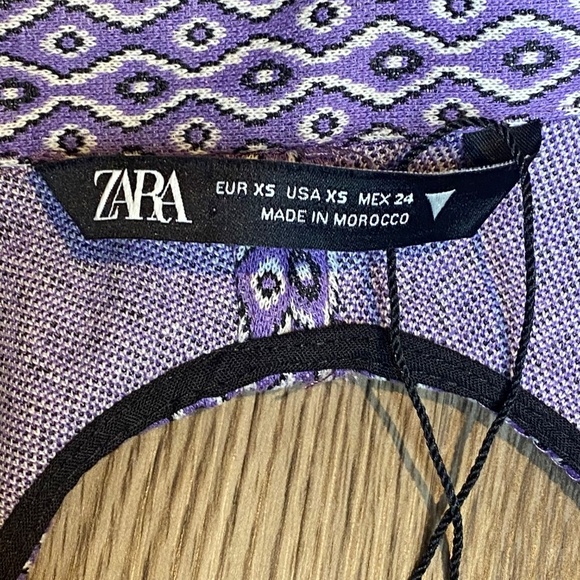 ZARA
EUR XS USA XS MEX 24
MADE IN MOROCCO